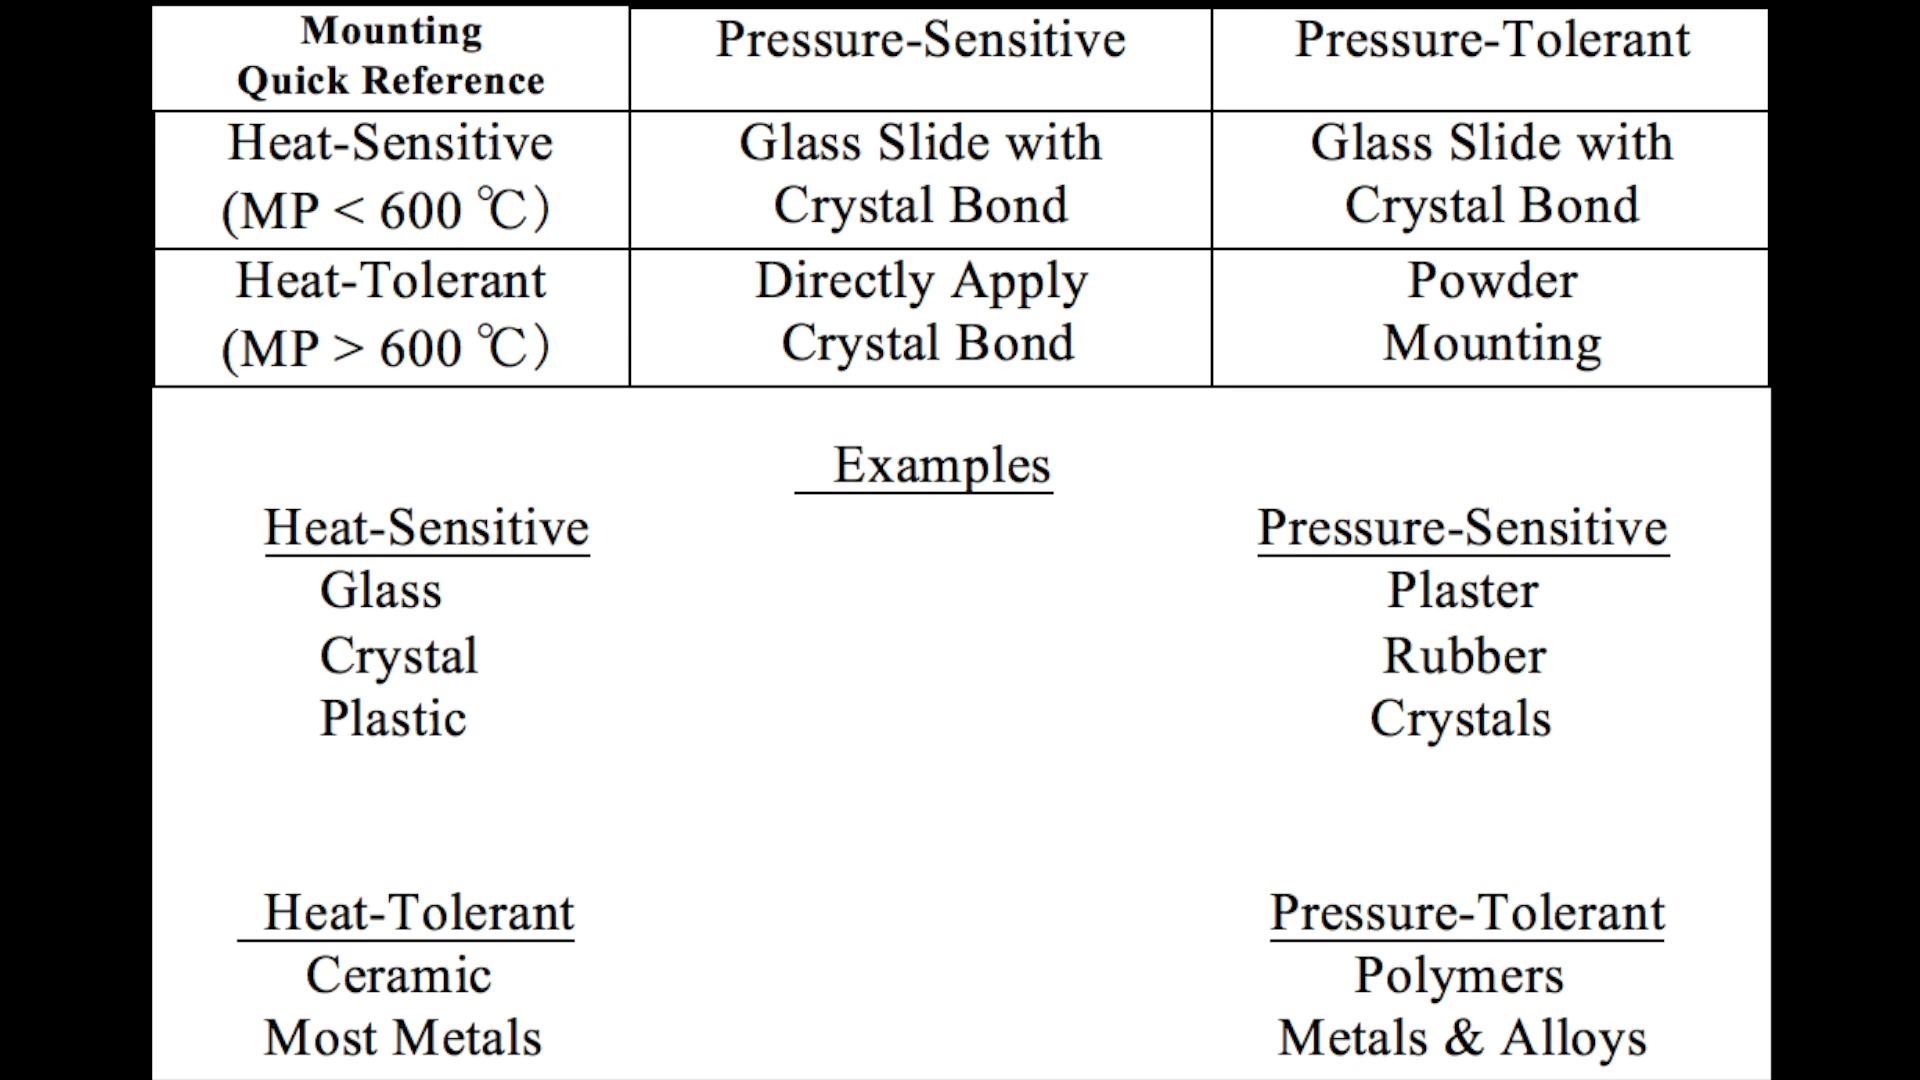 Mounting
Quick Reference
Pressure-Sensitive
Pressure-Tolerant
Heat-Sensitive
(MP < 600 ℃)
Glass Slide with
Crystal Bond
Glass Slide with
Crystal Bond
Heat-Tolerant
(MP > 600 ℃)
Directly Apply
Crystal Bond
Powder
Mounting
Examples
Heat-Sensitive
Glass
Crystal
Plastic
Pressure-Sensitive
Plaster
Rubber
Crystals
Heat-Tolerant
Ceramic
Most Metals
Pressure-Tolerant
Polymers
Metals & Alloys